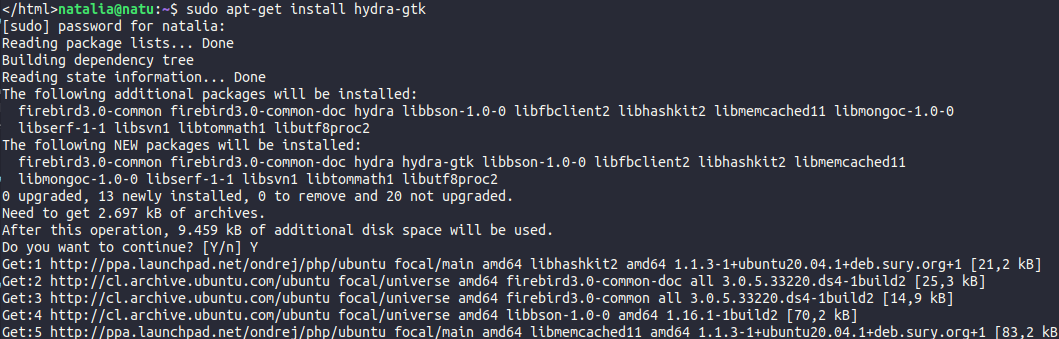 </html>natalia@natu:~$ sudo apt-get install hydra-gtk
[sudo] password for natalia:
Reading package lists... Done
Building dependency tree
Reading state information... Done
The following additional packages will be installed:
  firebird3.0-common firebird3.0-common-doc hydra libbson-1.0-0 libfbclient2 libhashkit2 libmemcached11 libmongoc-1.0-0
  libserf-1-1 libsvn1 libtommath1 libutf8proc2
The following NEW packages will be installed:
  firebird3.0-common firebird3.0-common-doc hydra hydra-gtk libbson-1.0-0 libfbclient2 libhashkit2 libmemcached11
  libmongoc-1.0-0 libserf-1-1 libsvn1 libtommath1 libutf8proc2
0 upgraded, 13 newly installed, 0 to remove and 20 not upgraded.
Need to get 2.697 kB of archives.
After this operation, 9.459 kB of additional disk space will be used.
Do you want to continue? [Y/n] Y
Get:1 http://ppa.launchpad.net/ondrej/php/ubuntu focal/main amd64 libhashkit2 amd64 1.1.3-1+ubuntu20.04.1+deb.sury.org+1 [21,2 kB]
Get:2 http://cl.archive.ubuntu.com/ubuntu focal/universe amd64 firebird3.0-common-doc all 3.0.5.33220.ds4-1build2 [25,3 kB]
Get:3 http://cl.archive.ubuntu.com/ubuntu focal/universe amd64 firebird3.0-common all 3.0.5.33220.ds4-1build2 [14,9 kB]
Get:4 http://cl.archive.ubuntu.com/ubuntu focal/universe amd64 libbson-1.0-0 amd64 1.16.1-1build2 [70,2 kB]
Get:5 http://ppa.launchpad.net/ondrej/php/ubuntu focal/main amd64 libmemcached11 amd64 1.1.3-1+ubuntu20.04.1+deb.sury.org+1 [83,2 kB